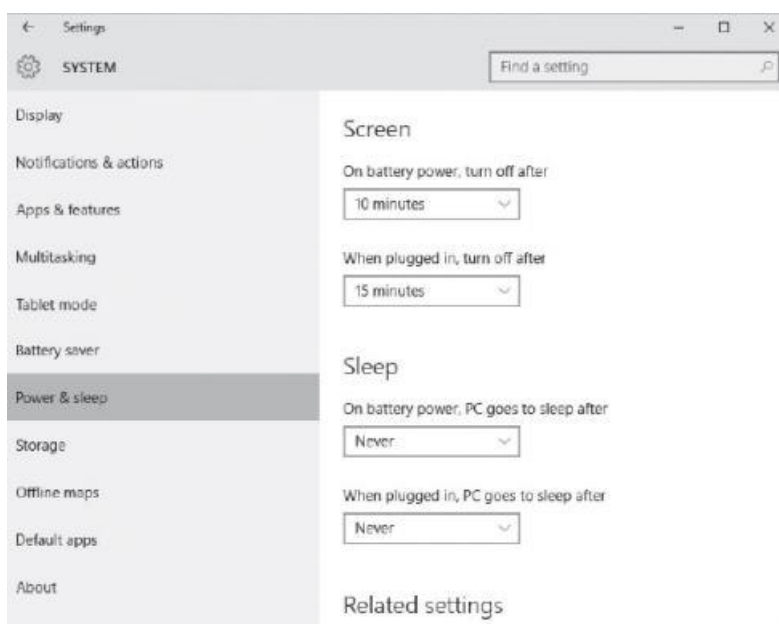 Settings
SYSTEM
Find a setting
Display
Notifications & actions
Apps & features
Multitasking
Tablet mode
Battery saver
Power & sleep
Storage
Offline maps
Default apps
About
Screen
On battery power, turn off after
10 minutes
When plugged in, turn off after
15 minutes
Sleep
On battery power, PC goes to sleep after
Never
When plugged in, PC goes to sleep after
Never
Related settings